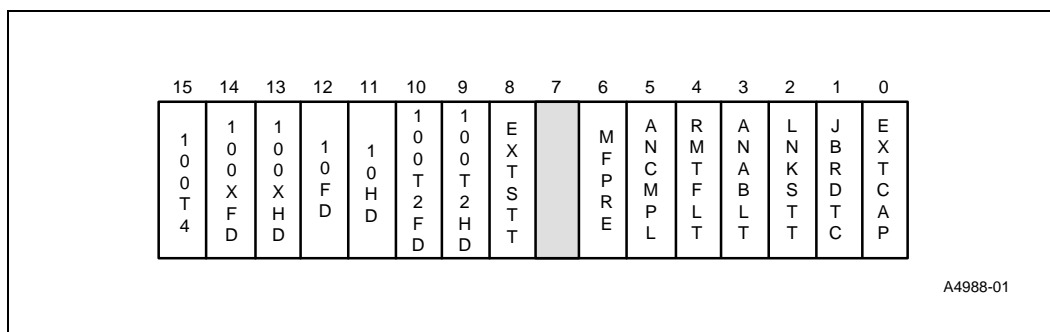 15 14 13 12 11 10 9 8 7 6 5 4 3 2 1 0
100T4
100XFD
100XHD
10FD
10HD
100T2FD
100T2HD
EXTSTT
MFPRE
ANCMPL
RMTFLT
ANABLT
LNKSTT
JBRDTC
EXTCAP
A4988-01